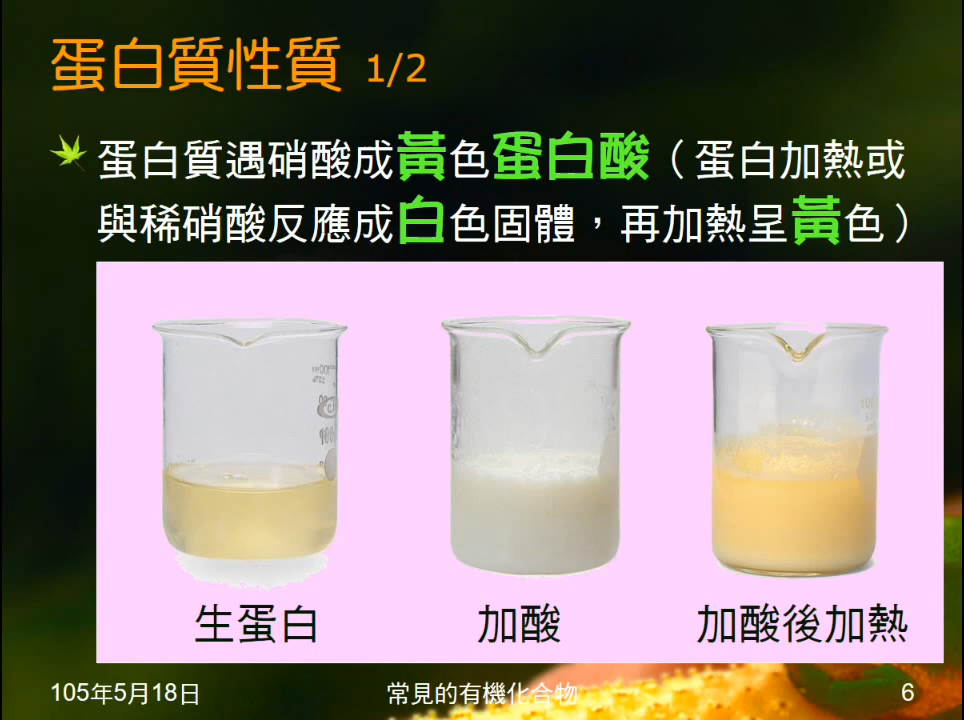 蛋白質性質 1/2
蛋白質遇硝酸成黃色蛋白酸（蛋白加熱或
與稀硝酸反應成白色固體，再加熱呈黃色）
生蛋白
加酸
加酸後加熱
105年5月18日
常見的有機化合物
6